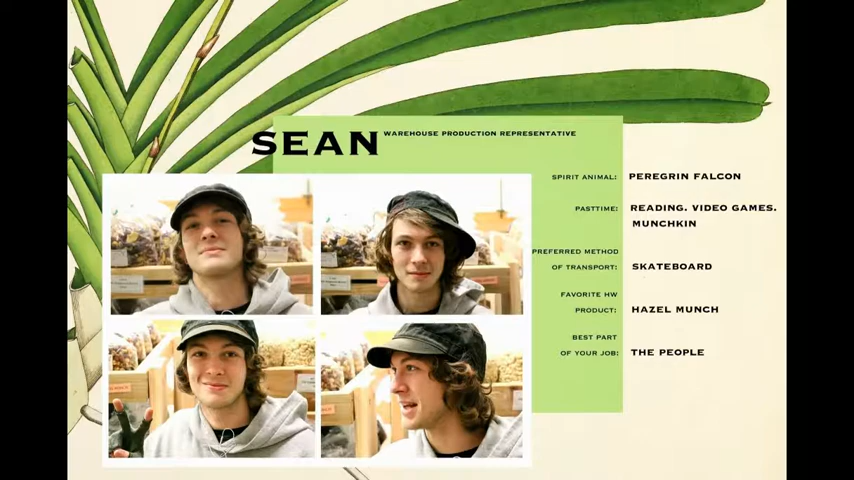 SEAN WAREHOUSE PRODUCTION REPRESENTATIVE
SPIRIT ANIMAL: PEREGRIN FALCON
PASTTIME: READING. VIDEO GAMES.
MUNCHKIN
PREFERRED METHOD
OF TRANSPORT: SKATEBOARD
FAVORITE HW
PRODUCT: HAZEL MUNCH
BEST PART
OF YOUR JOB: THE PEOPLE